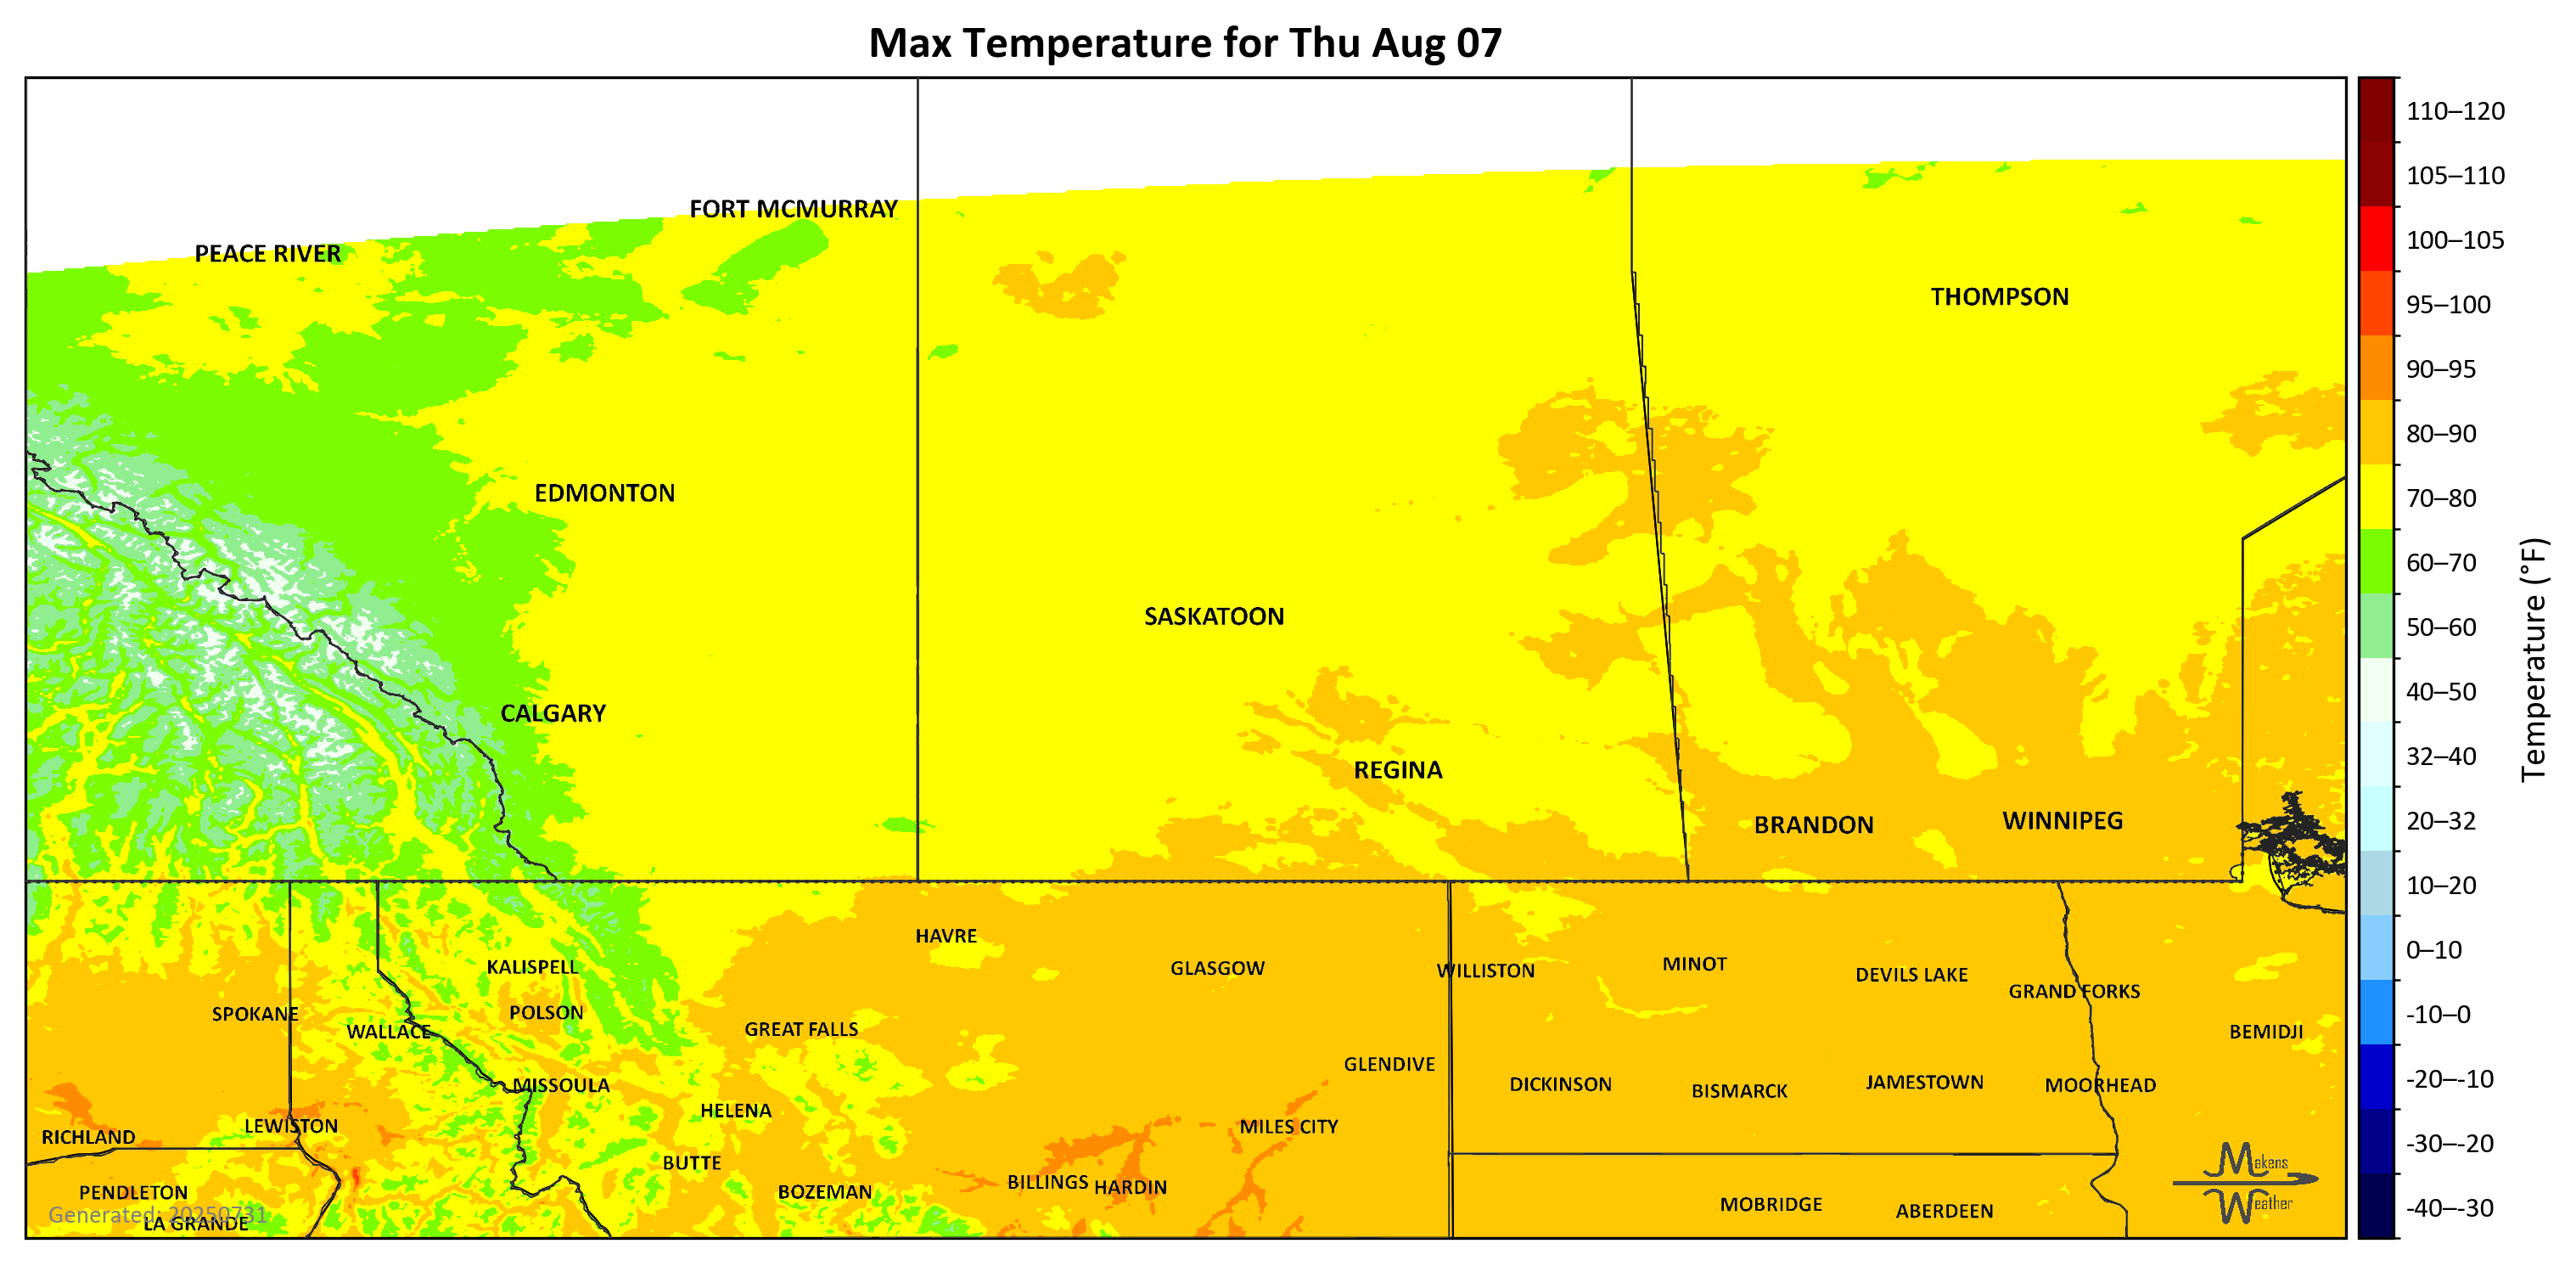 Max Temperature for Thu Aug 07
FORT MCMURRAY
PEACE RIVER
THOMPSON
EDMONTON
SASKATOON
CALGARY
REGINA
BRANDON
WINNIPEG
HAVRE
KALISPELL
GLASGOW
WILLISTON
MINOT
DEVILS LAKE
GRAND FORKS
SPOKANE
POLSON
WALLACE
GREAT FALLS
BEMIDJI
GLENDIVE
MISSOULA
DICKINSON
BISMARCK
JAMESTOWN
MOORHEAD
HELENA
LEWISTON
MILES CITY
RICHLAND
BUTTE
PENDLETON
BOZEMAN
BILLINGS
HARDIN
MOBRIDGE
ABERDEEN
LA GRANDE
Generated: 20250731
Makens
Weather
110–120
105–110
100–105
95–100
90–95
80–90
70–80
60–70
50–60
40–50
32–40
20–32
10–20
0–10
-10–0
-20–-10
-30–-20
-40–-30
Temperature (°F)